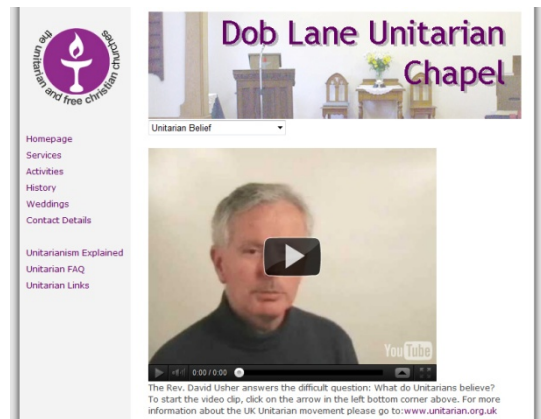 the unitarian and free christian churches
Dob Lane Unitarian
Chapel
Unitarian Belief
Homepage
Services
Activities
History
Weddings
Contact Details
Unitarianism Explained
Unitarian FAQ
Unitarian Links
YouTube
0:00 / 0:00
The Rev. David Usher answers the difficult question: What do Unitarians believe?
To start the video clip, click on the arrow in the left bottom corner above. For more
information about the UK Unitarian movement please go to:www.unitarian.org.uk